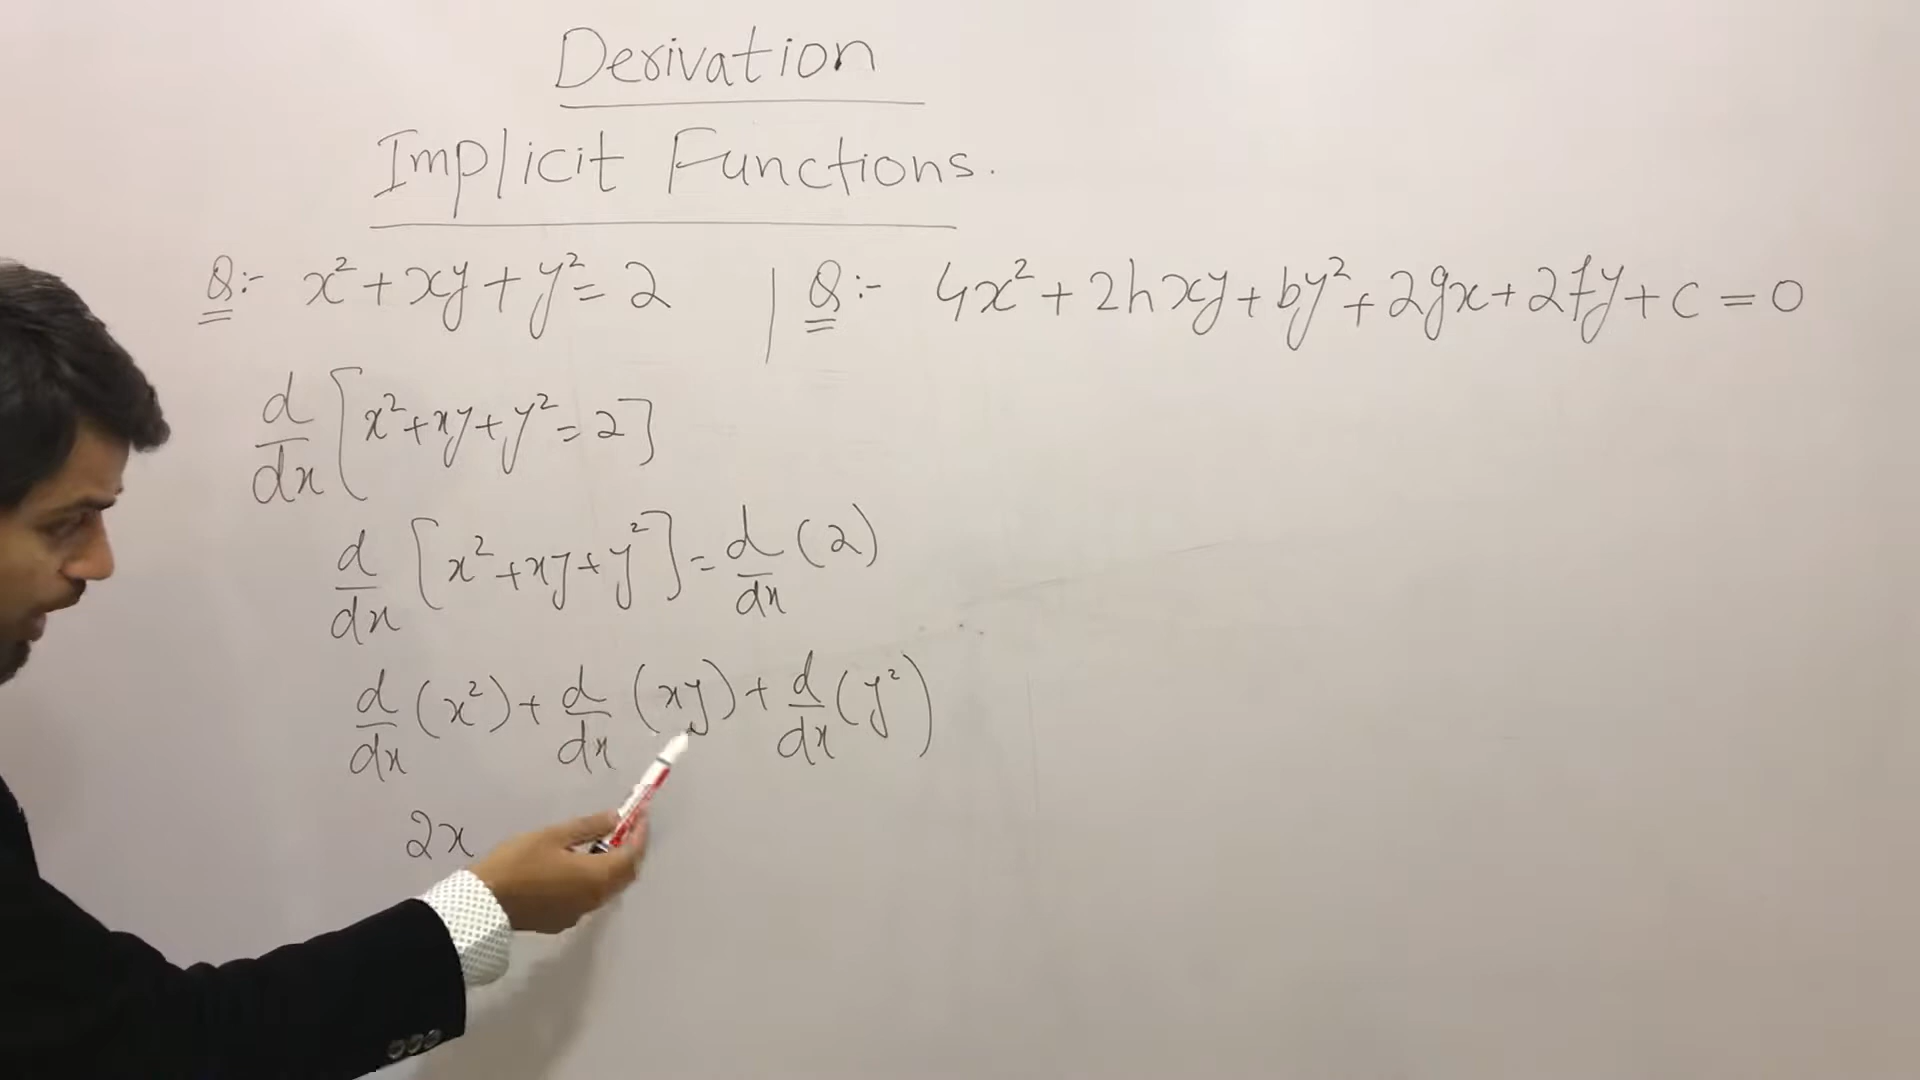 Derivation
Implicit Functions.
Q:- x²+xy+y²=2 | Q:- 4x²+2hxy+by²+2gx+2fy+c=0
d/dx [x²+xy+y²=2]
d/dx [x²+xy+y²]=d/dx (2)
d/dx (x²)+d/dx (xy)+d/dx (y²)
2x